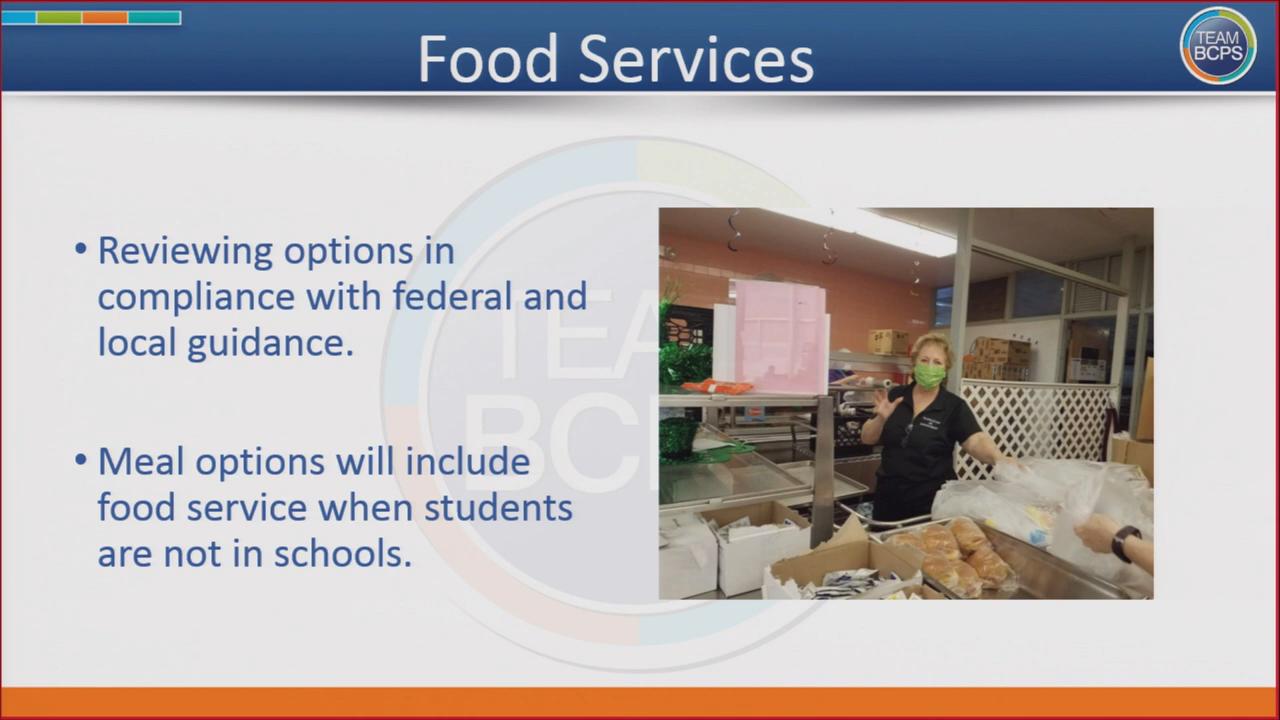 Food Services
TEAM
BCPS
• Reviewing options in
compliance with federal and
local guidance.
• Meal options will include
food service when students
are not in schools.